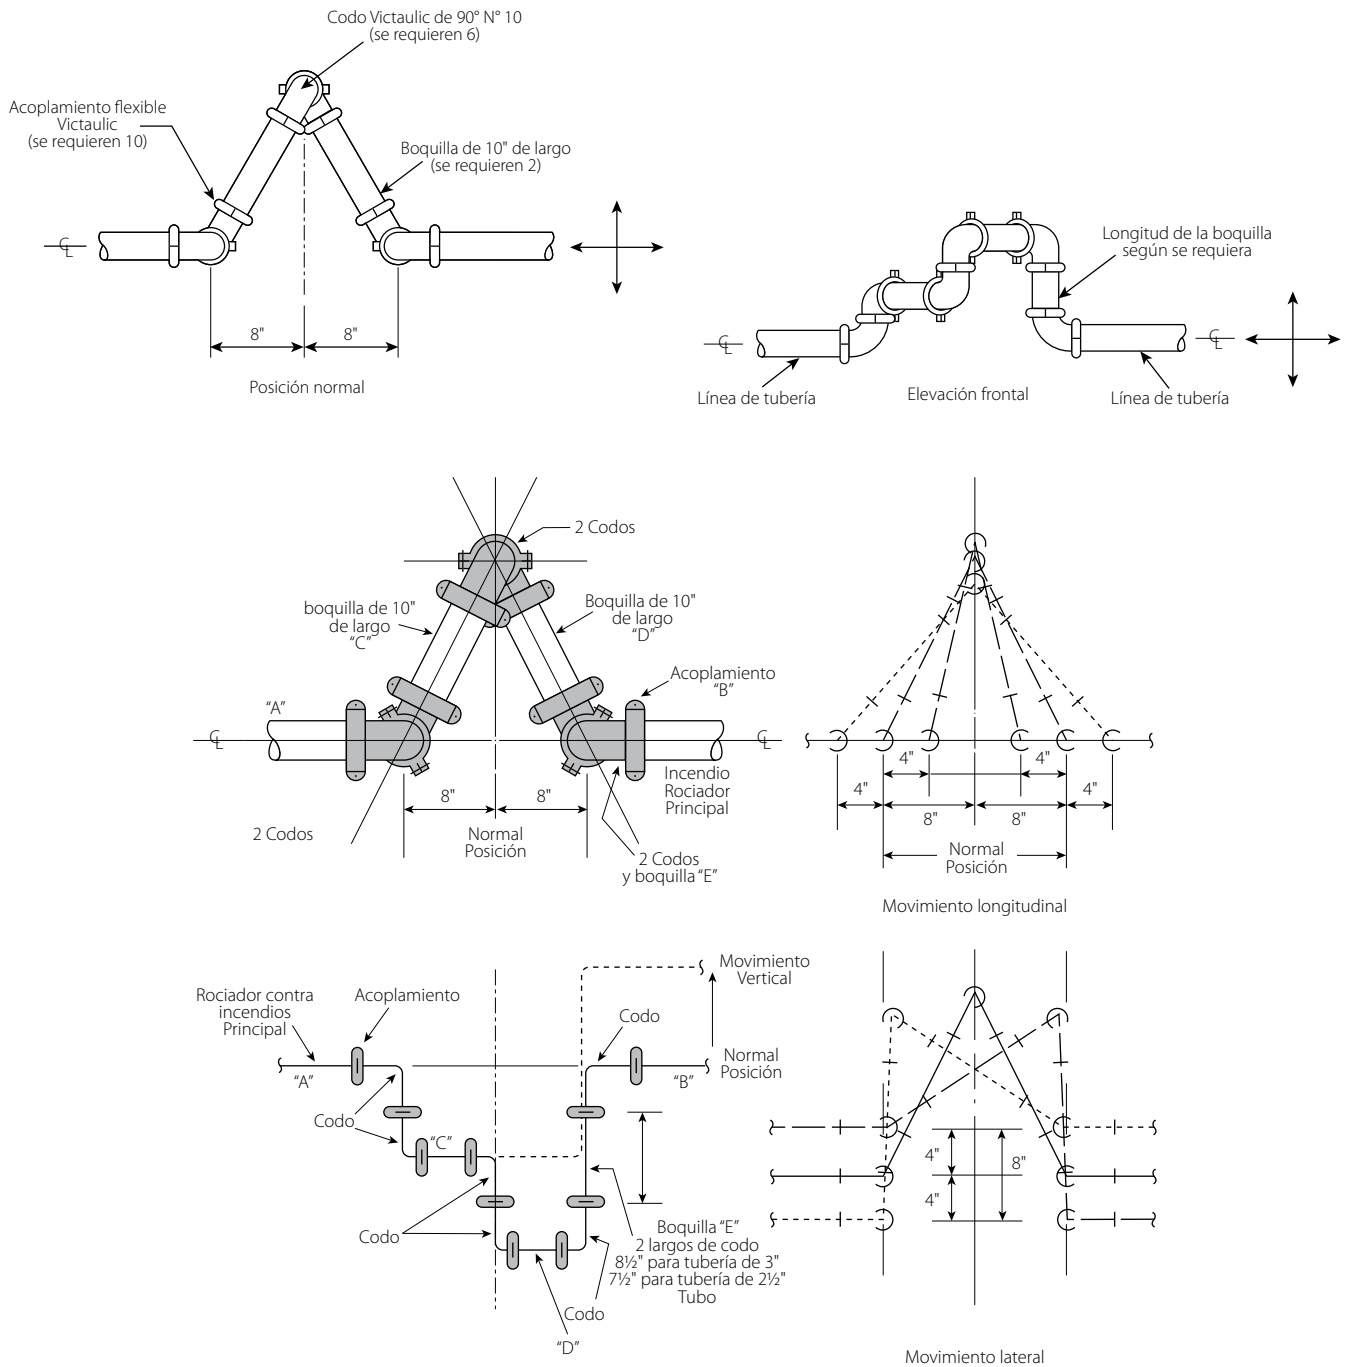 Codo Victaulic de 90° N° 10
(se requieren 6)
Acoplamiento flexible
Victaulic
(se requieren 10)
Boquilla de 10" de largo
(se requieren 2)
℄
8"
8"
Posición normal
Longitud de la boquilla
según se requiera
℄
℄
Línea de tubería
Elevación frontal
Línea de tubería
2 Codos
boquilla de 10"
de largo
“C”
Boquilla de 10"
de largo
“D”
Acoplamiento
“B”
“A”
℄
℄
Incendio
Rociador
Principal
8"
8"
2 Codos
Normal
Posición
2 Codos
y boquilla “E”
4"
4"
4"
4"
8"
8"
Normal
Posición
Movimiento longitudinal
Movimiento
Vertical
Rociador contra
incendios
Principal
Acoplamiento
Codo
Normal
Posición
“A”
“B”
Codo
“C”
Codo
Boquilla “E”
2 largos de codo
8½" para tubería de 3"
7½" para tubería de 2½"
Tubo
Codo
“D”
4"
8"
4"
Movimiento lateral